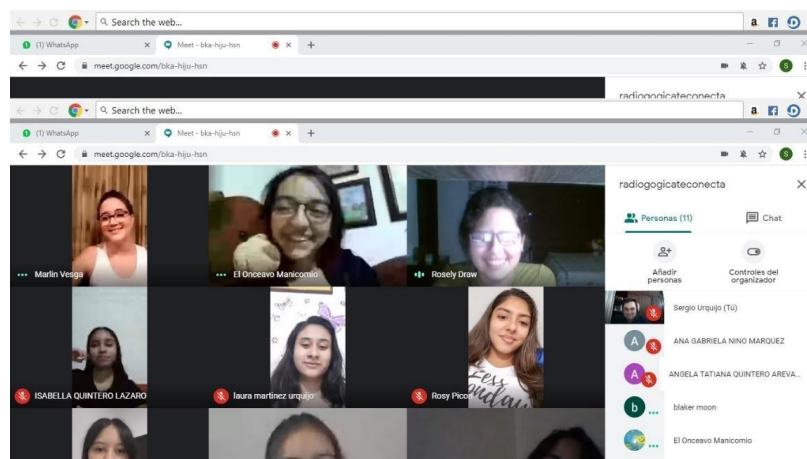 Search the web...
a
(1) WhatsApp
Meet - bka-hiju-hsn
meet.google.com/bka-hiju-hsn
S
radiogogicateconecta
Search the web...
a
(1) WhatsApp
Meet - bka-hiju-hsn
meet.google.com/bka-hiju-hsn
S
radiogogicateconecta
Personas (11)
Chat
Añadir
personas
Controles del
organizador
Marlin Vesga
El Onceavo Manicomio
Rosely Draw
Sergio Urquijo (Tú)
A
ANA GABRIELA NINO MARQUEZ
A
ANGELA TATIANA QUINTERO AREVA...
b
blaker moon
El Onceavo Manicomio
ISABELLA QUINTERO LAZARO
laura martinez urquijo
Rosy Picon